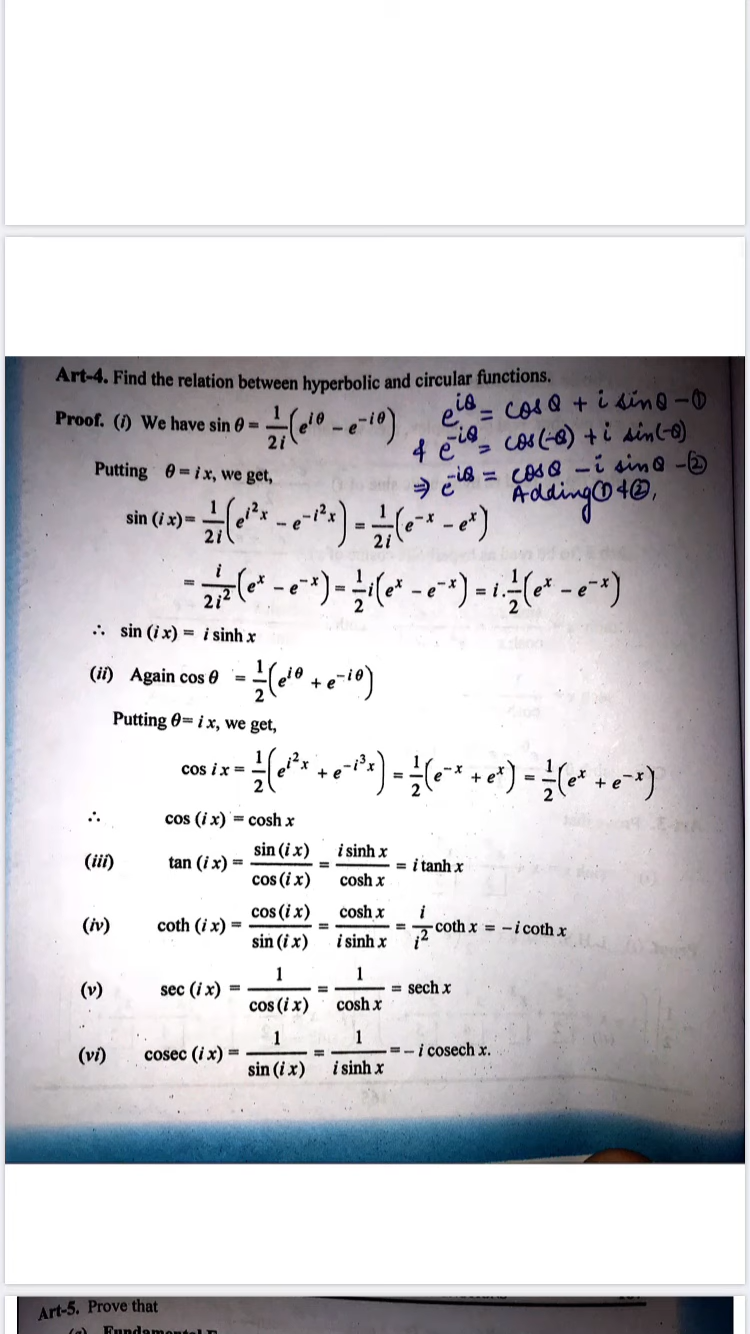 Art-4. Find the relation between hyperbolic and circular functions.
Proof. (i) We have sin θ = 1/2i (e^{iθ} − e^{−iθ})
e^{iθ} = cos θ + i sin θ — ①
& e^{−iθ} = cos(−θ) + i sin(−θ)
⇒ e^{−iθ} = cos θ − i sin θ — ②
Adding ① & ②,
Putting θ = i x, we get,
sin (i x) = 1/2i (e^{i²x} − e^{−i²x}) = 1/2i (e^{−x} − e^{x})
= i/2i² (e^{x} − e^{−x}) = −1/2 i(e^{x} − e^{−x}) = i.1/2 (e^{x} − e^{−x})
∴ sin (i x) = i sinh x
(ii) Again cos θ = 1/2 (e^{iθ} + e^{−iθ})
Putting θ = i x, we get,
cos i x = 1/2 (e^{i²x} + e^{−i³x}) = 1/2 (e^{−x} + e^{x}) = 1/2 (e^{x} + e^{−x})
∴ cos (i x) = cosh x
(iii) tan (i x) = sin (i x)/cos (i x) = i sinh x/cosh x = i tanh x
(iv) coth (i x) = cos (i x)/sin (i x) = cosh x/i sinh x = i/i² coth x = − i coth x
(v) sec (i x) = 1/cos (i x) = 1/cosh x = sech x
(vi) cosec (i x) = 1/sin (i x) = 1/i sinh x = − i cosech x.
Art-5. Prove that